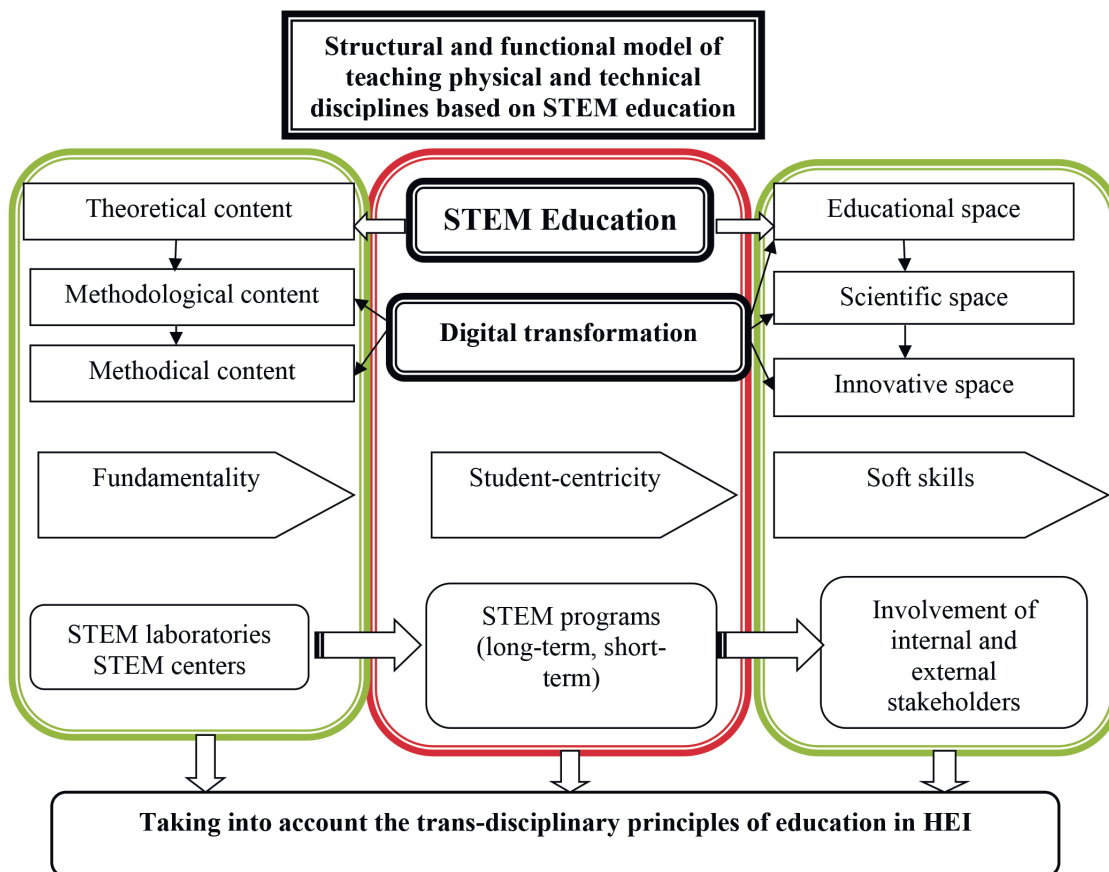 Structural and functional model of
teaching physical and technical
disciplines based on STEM education
Theoretical content
STEM Education
Educational space
Methodological content
Digital transformation
Scientific space
Methodical content
Innovative space
Fundamentality
Student-centricity
Soft skills
STEM laboratories
STEM centers
STEM programs
(long-term, short-
term)
Involvement of
internal and
external
stakeholders
Taking into account the trans-disciplinary principles of education in HEI